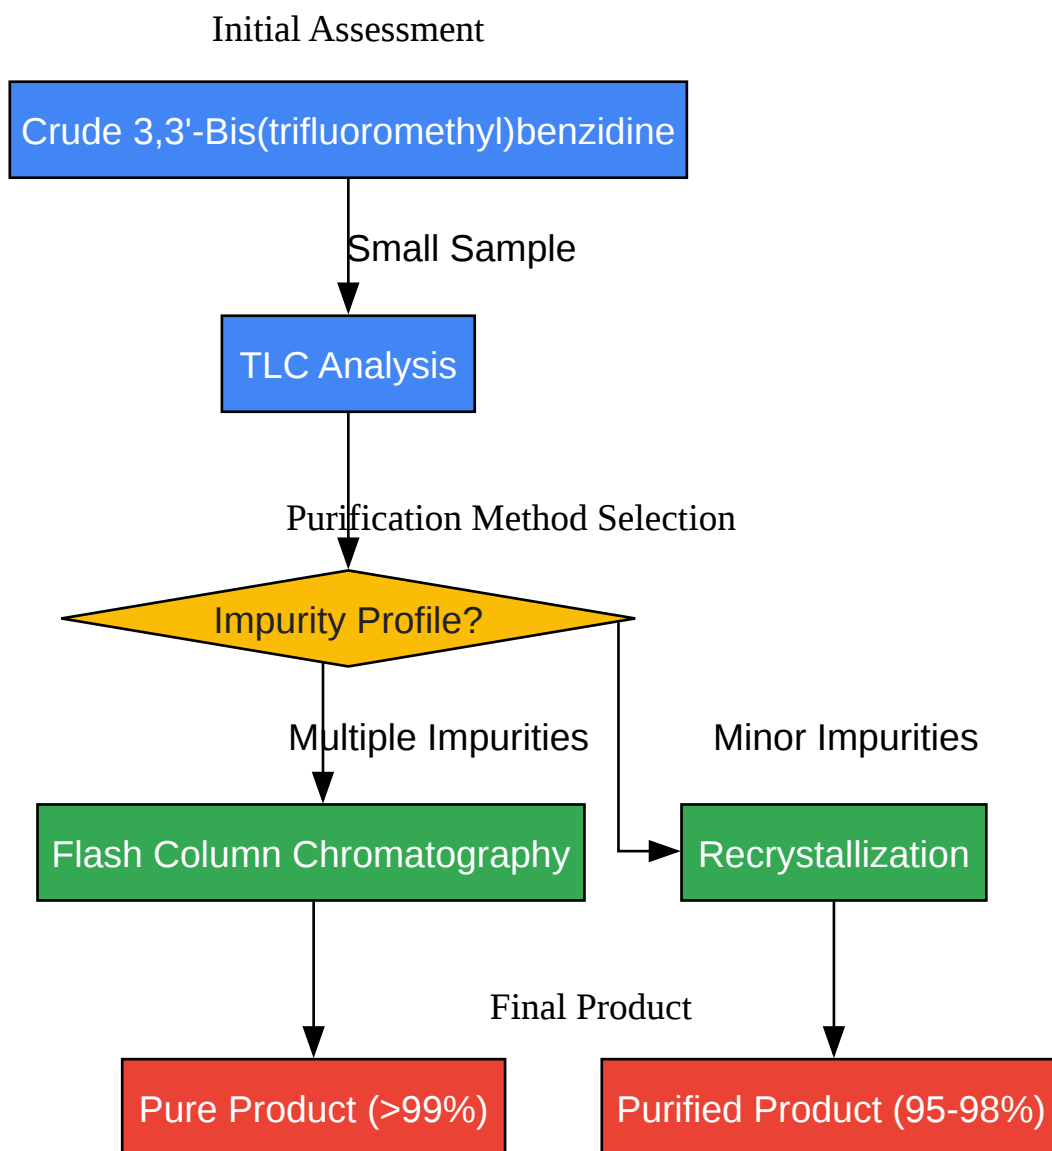 Initial Assessment
Crude 3,3'-Bis(trifluoromethyl)benzidine
Small Sample
TLC Analysis
Purification Method Selection
Impurity Profile?
Multiple Impurities
Minor Impurities
Flash Column Chromatography
Recrystallization
Final Product
Pure Product (>99%)
Purified Product (95-98%)